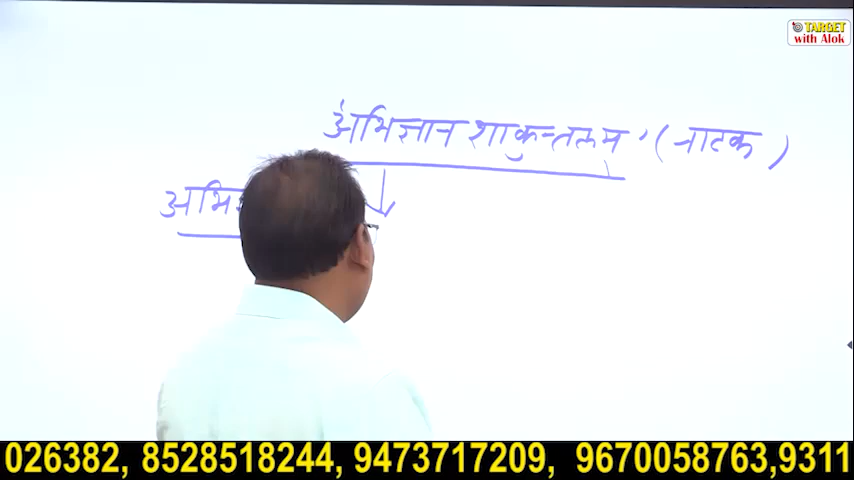 TARGET
with Alok
'अभिज्ञान शाकुन्तलम्' (नाटक)
026382, 8528518244, 9473717209, 9670058763,9311